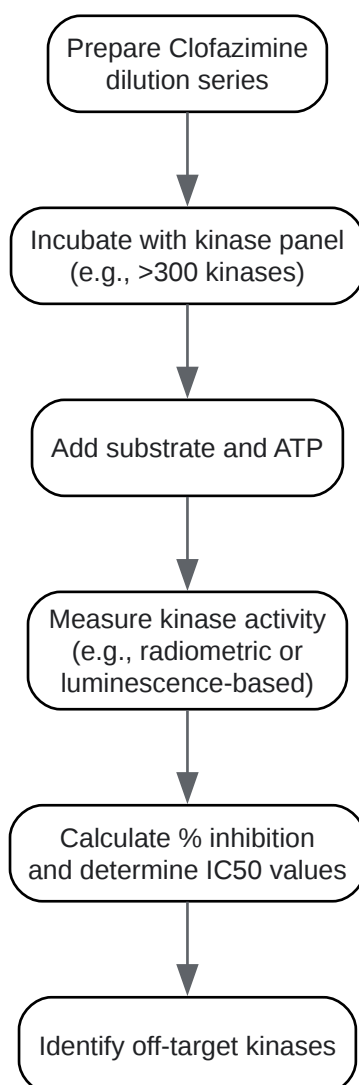 Prepare Clofazimine
dilution series
Incubate with kinase panel
(e.g., >300 kinases)
Add substrate and ATP
Measure kinase activity
(e.g., radiometric or
luminescence-based)
Calculate % inhibition
and determine IC50 values
Identify off-target kinases